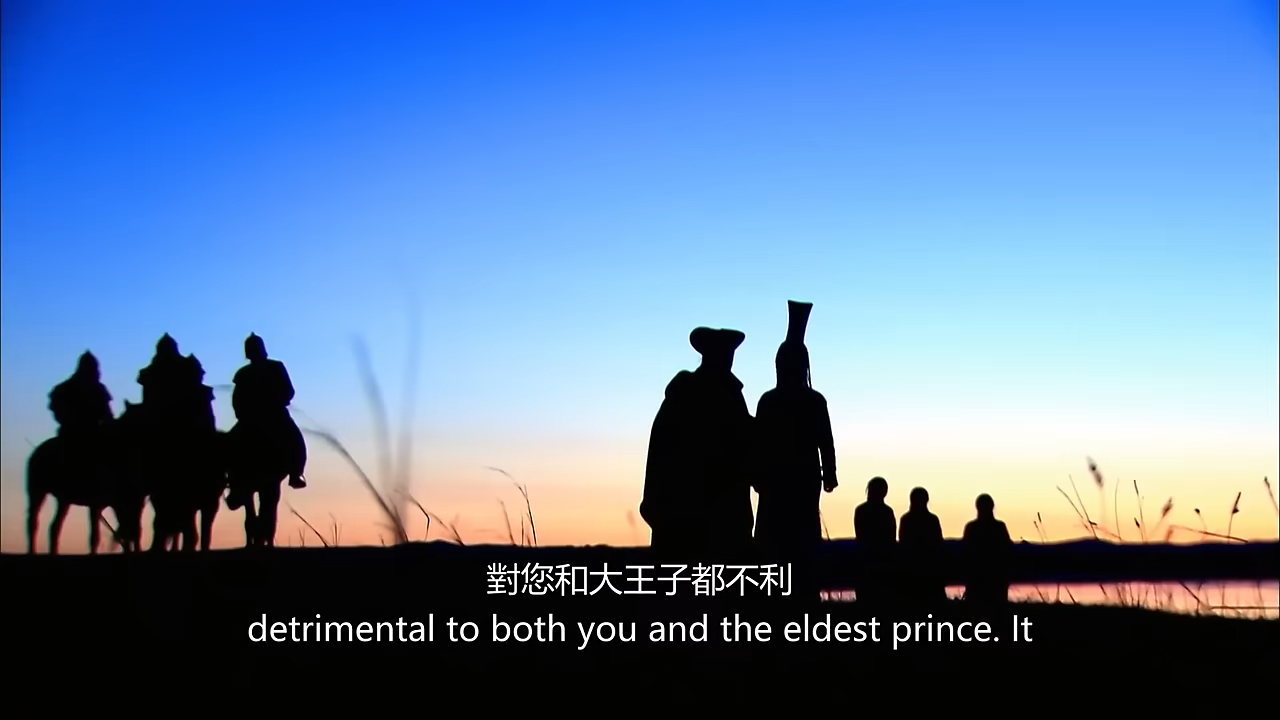 對您和大王子都不利
detrimental to both you and the eldest prince. It